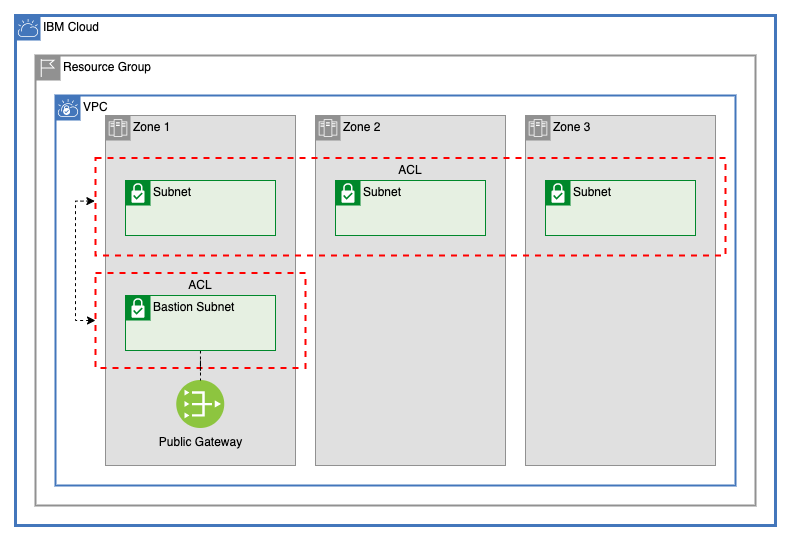 IBM Cloud
Resource Group
VPC
Zone 1
Zone 2
Zone 3
ACL
Subnet
Subnet
Subnet
ACL
Bastion Subnet
Public Gateway